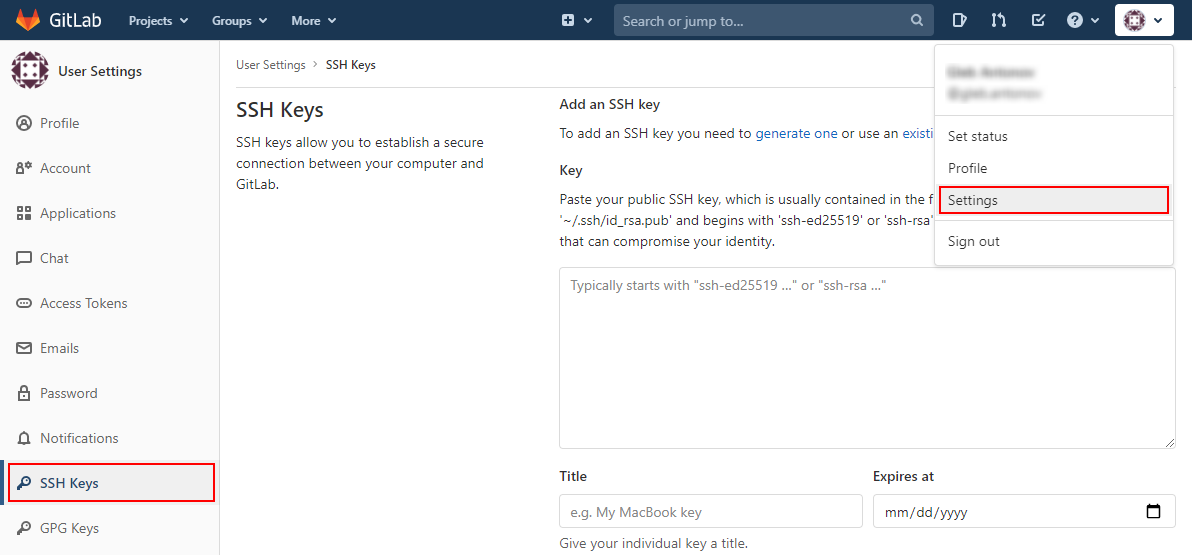 GitLab Projects Groups More Search or jump to...
User Settings
Profile
Account
Applications
Chat
Access Tokens
Emails
Password
Notifications
SSH Keys
GPG Keys
User Settings > SSH Keys
SSH Keys
SSH keys allow you to establish a secure
connection between your computer and
GitLab.
Add an SSH key
To add an SSH key you need to generate one or use an existi
Key
Paste your public SSH key, which is usually contained in the f
'~/.ssh/id_rsa.pub' and begins with 'ssh-ed25519' or 'ssh-rsa'
that can compromise your identity.
Typically starts with "ssh-ed25519 ..." or "ssh-rsa ..."
Title
e.g. My MacBook key
Give your individual key a title.
Expires at
mm/dd/yyyy
Set status
Profile
Settings
Sign out